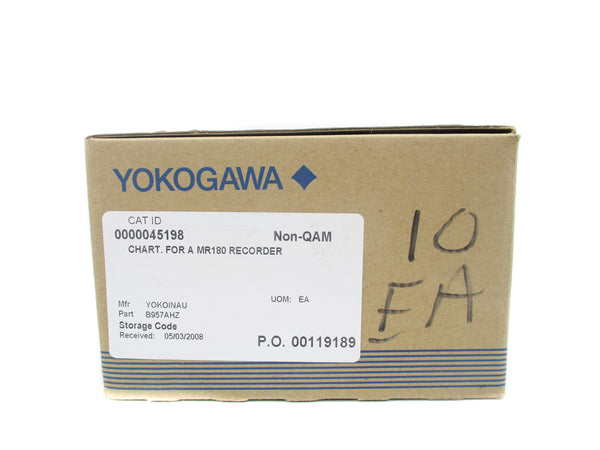 YOKOGAWA
CAT ID
0000045198 Non-QAM
CHART. FOR A MR180 RECORDER
Mfr YOKOINAU UOM: EA
Part B957AHZ
Storage Code
Received: 05/03/2008 P.O. 00119189
10
EA